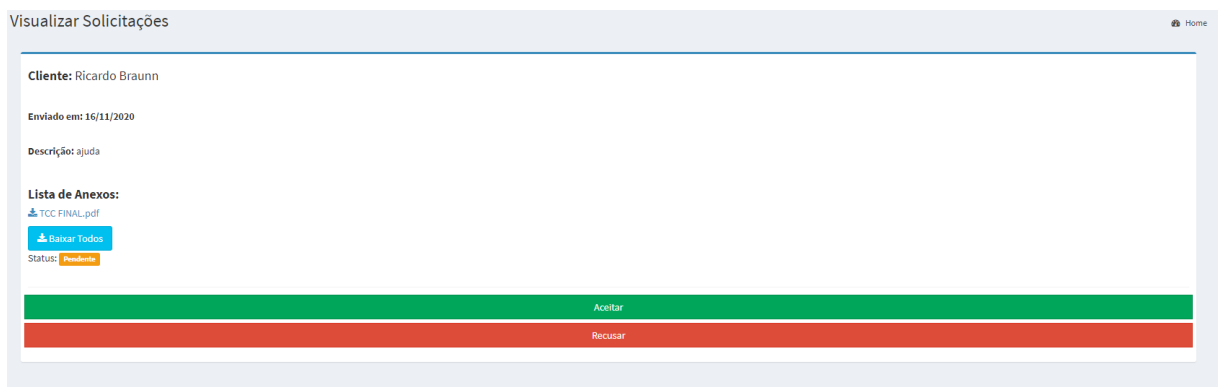 Visualizar Solicitações
Home
Cliente: Ricardo Braunn
Enviado em: 16/11/2020
Descrição: ajuda
Lista de Anexos:
TCC FINAL.pdf
Baixar Todos
Status: Pendente
Aceitar
Recusar